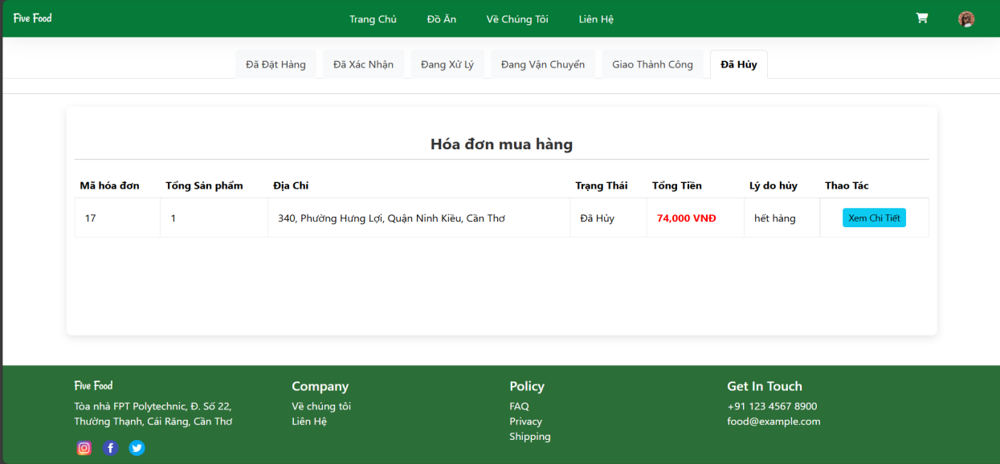 Five Food
Trang Chủ Đồ Ăn Về Chúng Tôi Liên Hệ
Đã Đặt Hàng Đã Xác Nhận Đang Xử Lý Đang Vận Chuyển Giao Thành Công Đã Hủy
Hóa đơn mua hàng
Mã hóa đơn Tổng Sản phẩm Địa Chỉ Trạng Thái Tổng Tiền Lý do hủy Thao Tác
17 1 340, Phường Hưng Lợi, Quận Ninh Kiều, Cần Thơ Đã Hủy 74,000 VNĐ hết hàng Xem Chi Tiết
Five Food
Tòa nhà FPT Polytechnic, Đ. Số 22,
Thường Thạnh, Cái Răng, Cần Thơ
Company
Về chúng tôi
Liên Hệ
Policy
FAQ
Privacy
Shipping
Get In Touch
+91 123 4567 8900
food@example.com